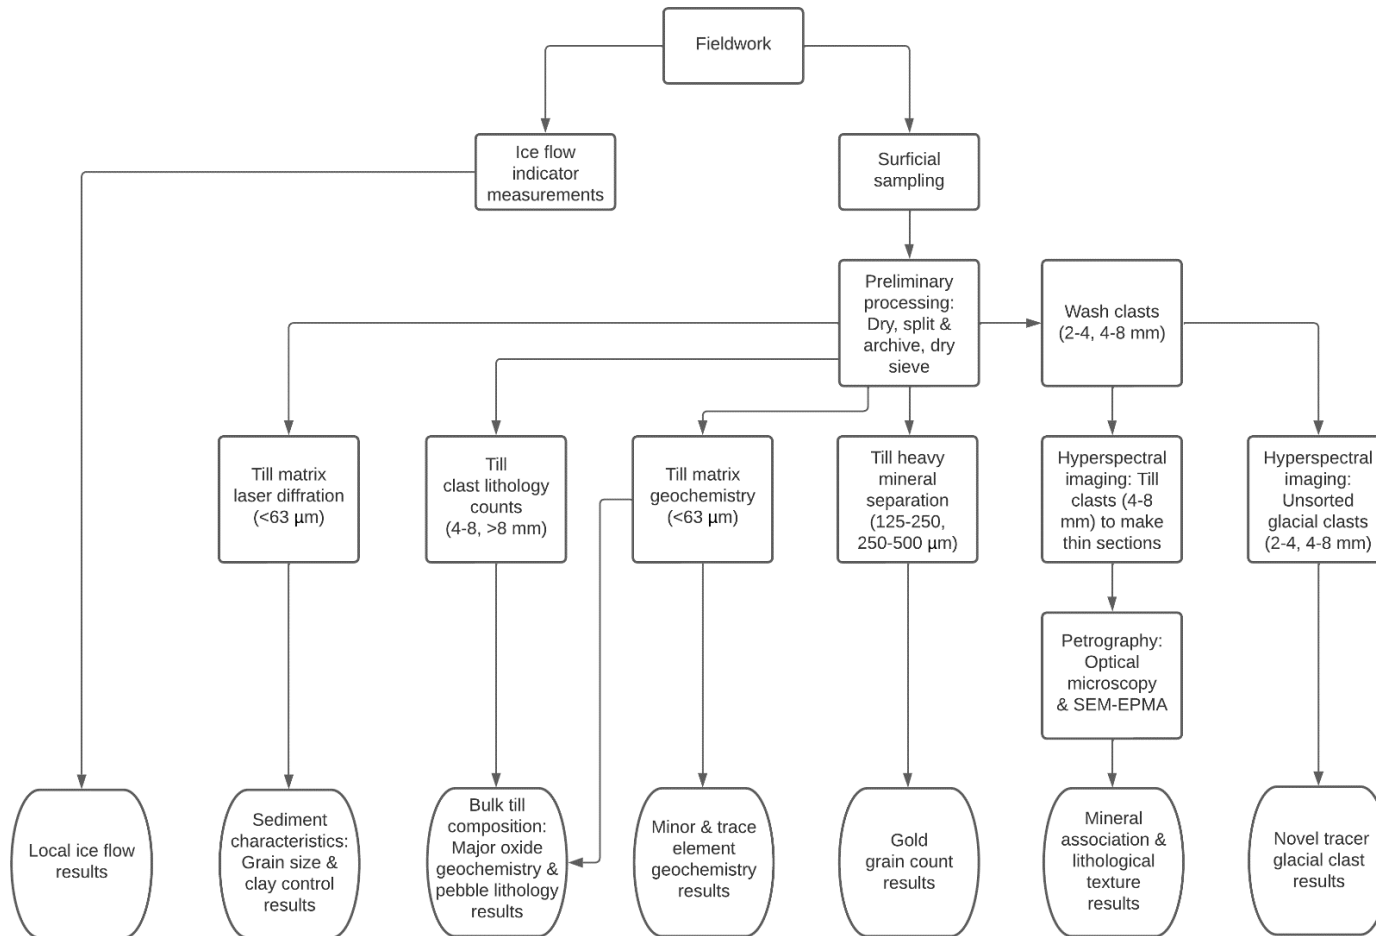 Fieldwork
Ice flow
indicator
measurements
Surficial
sampling
Preliminary
processing:
Dry, split &
archive, dry
sieve
Wash clasts
(2-4, 4-8 mm)
Till matrix
laser diffration
(<63 µm)
Till
clast lithology
counts
(4-8, >8 mm)
Till matrix
geochemistry
(<63 µm)
Till heavy
mineral
separation
(125-250,
250-500 µm)
Hyperspectral
imaging: Till
clasts (4-8
mm) to make
thin sections
Hyperspectral
imaging:
Unsorted
glacial clasts
(2-4, 4-8 mm)
Petrography:
Optical
microscopy
& SEM-EPMA
Local ice flow
results
Sediment
characteristics:
Grain size &
clay control
results
Bulk till
composition:
Major oxide
geochemistry &
pebble lithology
results
Minor & trace
element
geochemistry
results
Gold
grain count
results
Mineral
association &
lithological
texture
results
Novel tracer
glacial clast
results